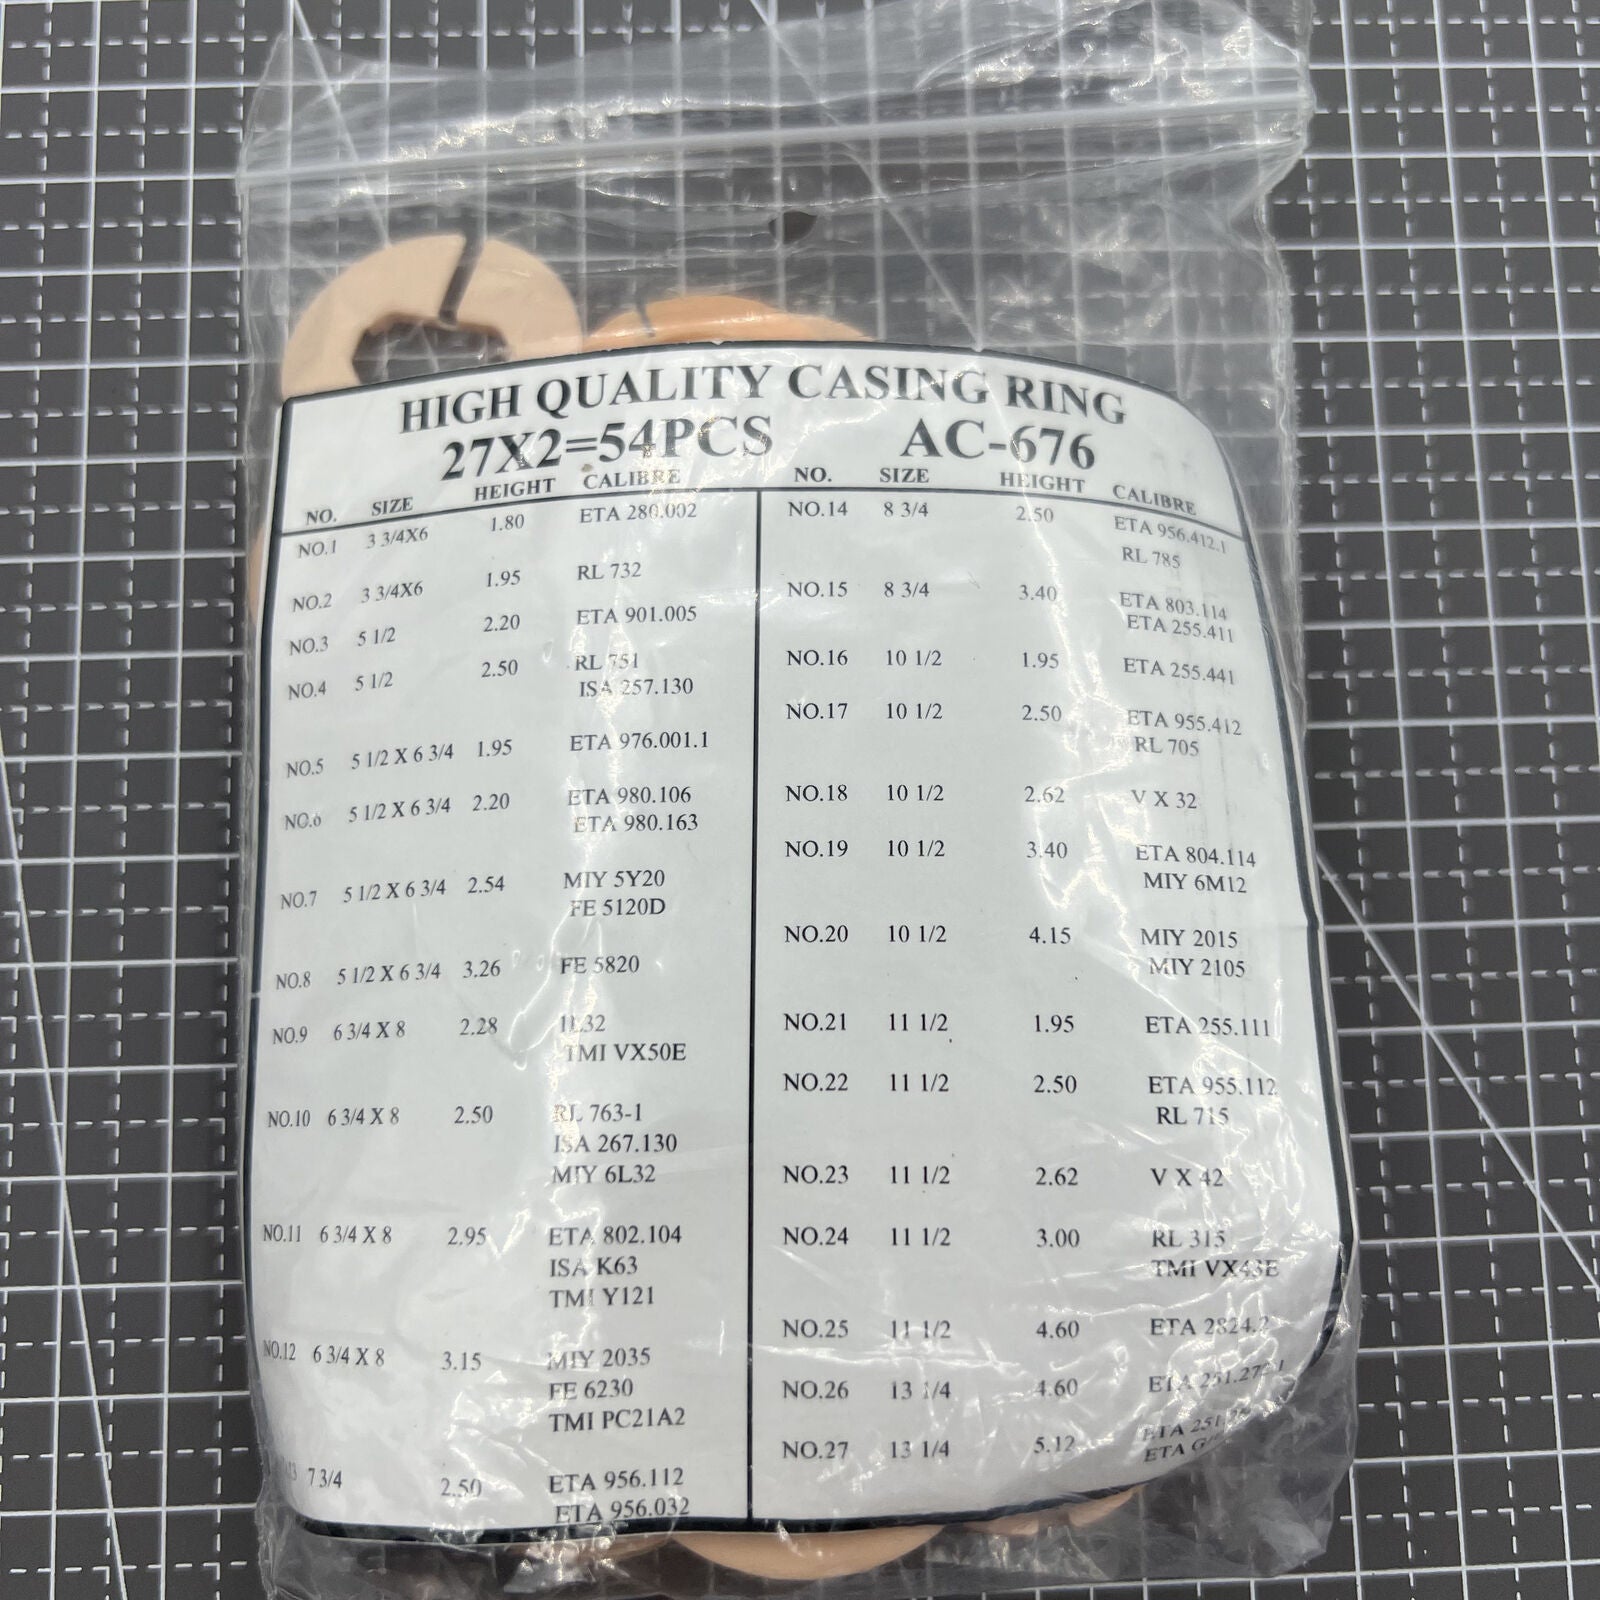 HIGH QUALITY CASING RING
27X2=54PCS AC-676
NO. SIZE HEIGHT CALIBRE
NO.1 3 3/4X6 1.80 ETA 280.002
NO.2 3 3/4X6 1.95 RL 732
NO.3 5 1/2 2.20 ETA 901.005
NO.4 5 1/2 2.50 RL 751
ISA 257.130
NO.5 5 1/2 X 6 3/4 1.95 ETA 976.001.1
NO.6 5 1/2 X 6 3/4 2.20 ETA 980.106
ETA 980.163
NO.7 5 1/2 X 6 3/4 2.54 MIY 5Y20
FE 5120D
NO.8 5 1/2 X 6 3/4 3.26 FE 5820
NO.9 6 3/4 X 8 2.28 1L32
TMI VX50E
NO.10 6 3/4 X 8 2.50 RL 763-1
ISA 267.130
MIY 6L32
NO.11 6 3/4 X 8 2.95 ETA 802.104
ISA K63
TMI Y121
NO.12 6 3/4 X 8 3.15 MIY 2035
FE 6230
TMI PC21A2
7 3/4 2.50 ETA 956.112
ETA 956.032
NO. SIZE HEIGHT CALIBRE
NO.14 8 3/4 2.50 ETA 956.412.1
RL 785
NO.15 8 3/4 3.40 ETA 803.114
ETA 255.411
NO.16 10 1/2 1.95 ETA 255.441
NO.17 10 1/2 2.50 ETA 955.412
RL 705
NO.18 10 1/2 2.62 V X 32
NO.19 10 1/2 3.40 ETA 804.114
MIY 6M12
NO.20 10 1/2 4.15 MIY 2015
MIY 2105
NO.21 11 1/2 1.95 ETA 255.111
NO.22 11 1/2 2.50 ETA 955.112
RL 715
NO.23 11 1/2 2.62 V X 42
NO.24 11 1/2 3.00 RL 315
TMI VX43E
NO.25 11 1/2 4.60 ETA 2824.2
NO.26 13 1/4 4.60 ETA
NO.27 13 1/4 5.12 ETA
ETA